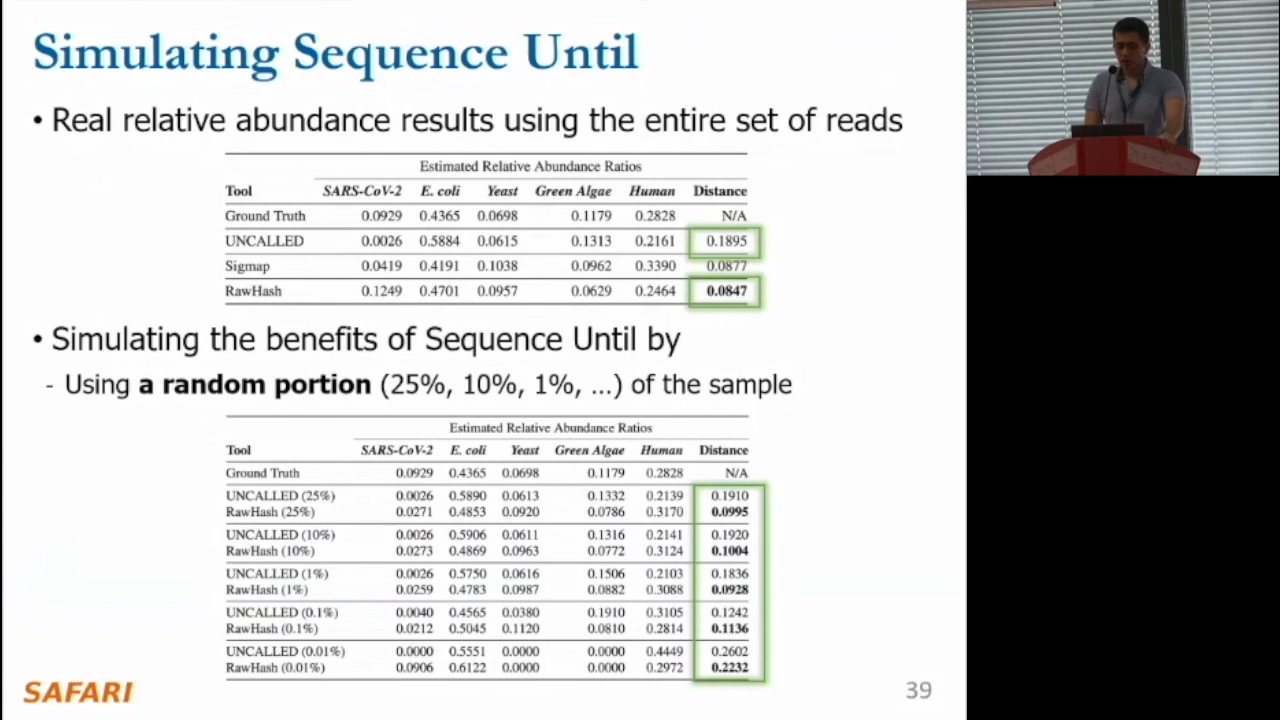 Simulating Sequence Until
• Real relative abundance results using the entire set of reads
Estimated Relative Abundance Ratios
Tool SARS-CoV-2 E. coli Yeast Green Algae Human Distance
Ground Truth 0.0929 0.4365 0.0698 0.1179 0.2828 N/A
UNCALLED 0.0026 0.5884 0.0615 0.1313 0.2161 0.1895
Sigmap 0.0419 0.4191 0.1038 0.0962 0.3390 0.0877
RawHash 0.1249 0.4701 0.0957 0.0629 0.2464 0.0847
• Simulating the benefits of Sequence Until by
- Using a random portion (25%, 10%, 1%, ...) of the sample
Estimated Relative Abundance Ratios
Tool SARS-CoV-2 E. coli Yeast Green Algae Human Distance
Ground Truth 0.0929 0.4365 0.0698 0.1179 0.2828 N/A
UNCALLED (25%) 0.0026 0.5890 0.0613 0.1332 0.2139 0.1910
RawHash (25%) 0.0271 0.4853 0.0920 0.0786 0.3170 0.0995
UNCALLED (10%) 0.0026 0.5906 0.0611 0.1316 0.2141 0.1920
RawHash (10%) 0.0273 0.4869 0.0963 0.0772 0.3124 0.1004
UNCALLED (1%) 0.0026 0.5750 0.0616 0.1506 0.2103 0.1836
RawHash (1%) 0.0259 0.4783 0.0987 0.0882 0.3088 0.0928
UNCALLED (0.1%) 0.0040 0.4565 0.0380 0.1910 0.3105 0.1242
RawHash (0.1%) 0.0212 0.5045 0.1120 0.0810 0.2814 0.1136
UNCALLED (0.01%) 0.0000 0.5551 0.0000 0.0000 0.4449 0.2602
RawHash (0.01%) 0.0906 0.6122 0.0000 0.0000 0.2972 0.2232
SAFARI
39